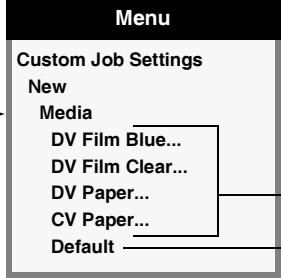 Menu
Custom Job Settings
New
Media
DV Film Blue...
DV Film Clear...
DV Paper...
CV Paper...
Default